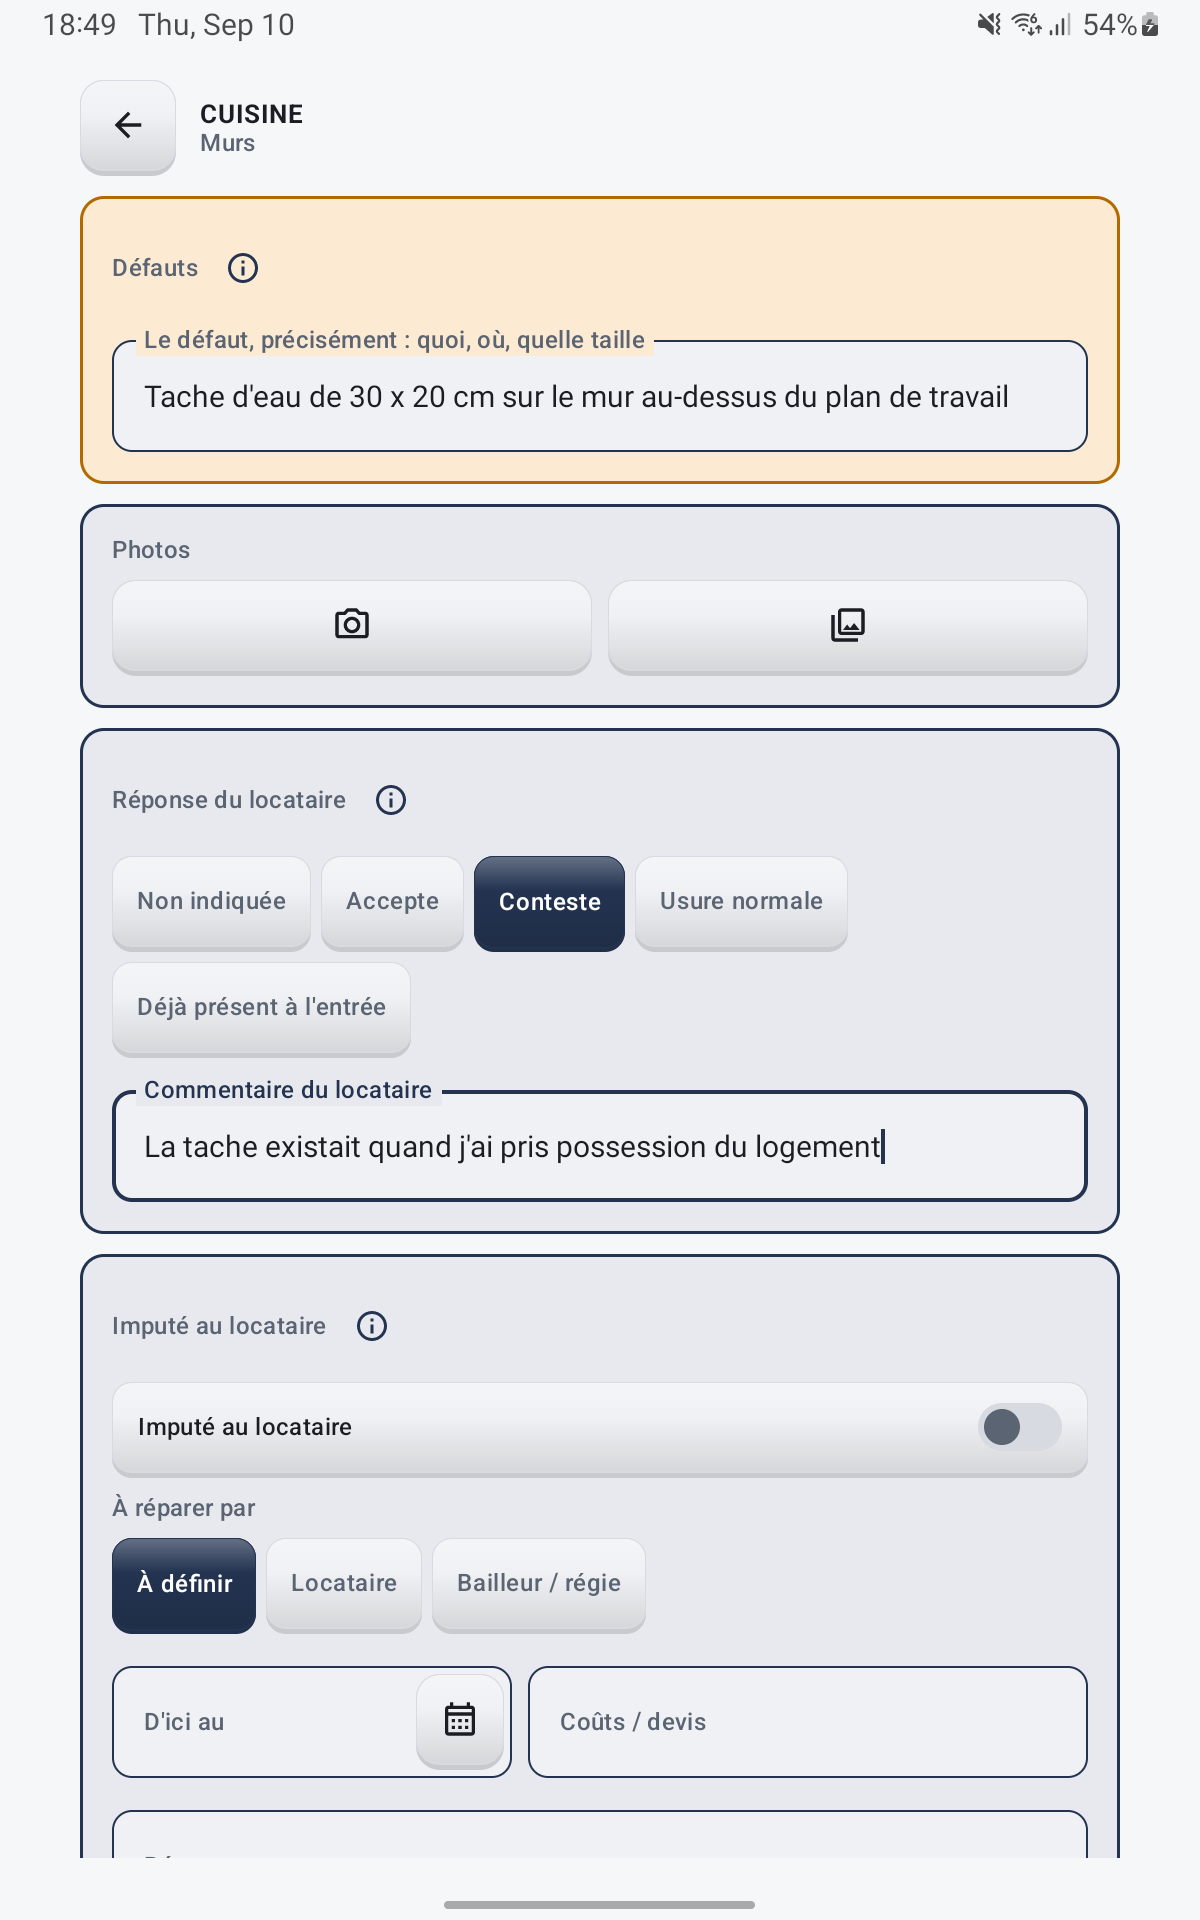 18:49 Thu, Sep 10
54%
CUISINE
Murs
Défauts
Le défaut, précisément : quoi, où, quelle taille
Tache d'eau de 30 x 20 cm sur le mur au-dessus du plan de travail
Photos
Réponse du locataire
Non indiquée
Accepte
Conteste
Usure normale
Déjà présent à l'entrée
Commentaire du locataire
La tache existait quand j'ai pris possession du logement
Imputé au locataire
Imputé au locataire
À réparer par
À définir
Locataire
Bailleur / régie
D'ici au
Coûts / devis